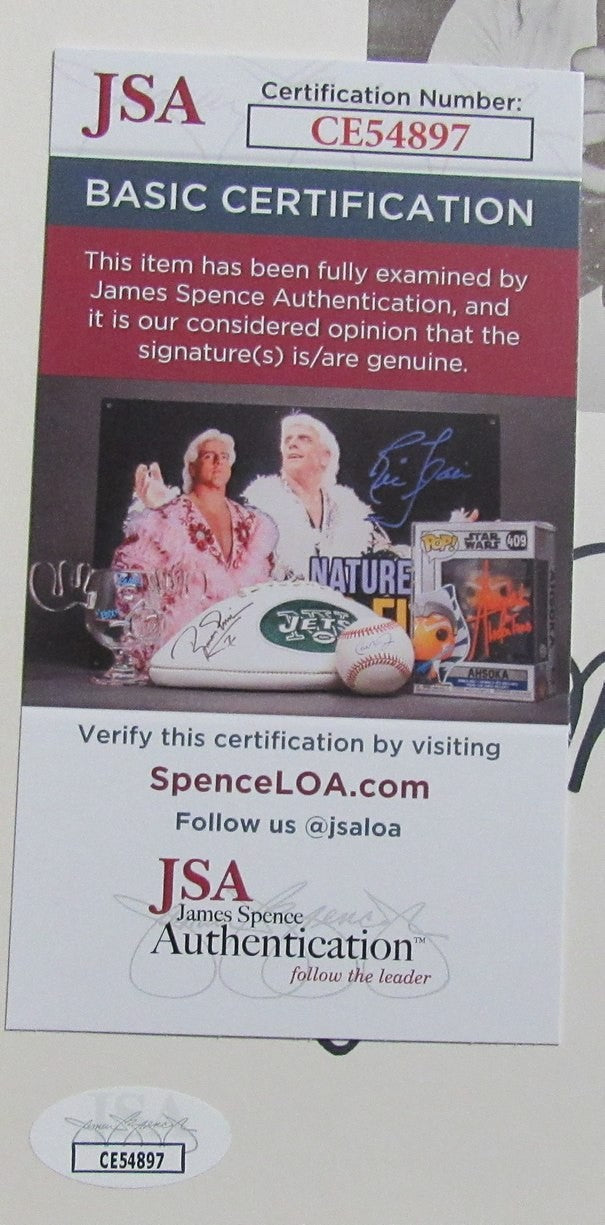 JSA
Certification Number:
CE54897
BASIC CERTIFICATION
This item has been fully examined by
James Spence Authentication, and
it is our considered opinion that the
signature(s) is/are genuine.
NATURE
POP!
STAR WARS
409
JETS
AHSOKA
Verify this certification by visiting
SpenceLOA.com
Follow us @jsaloa
JSA
James Spence
Authentication™
follow the leader
JSA
CE54897